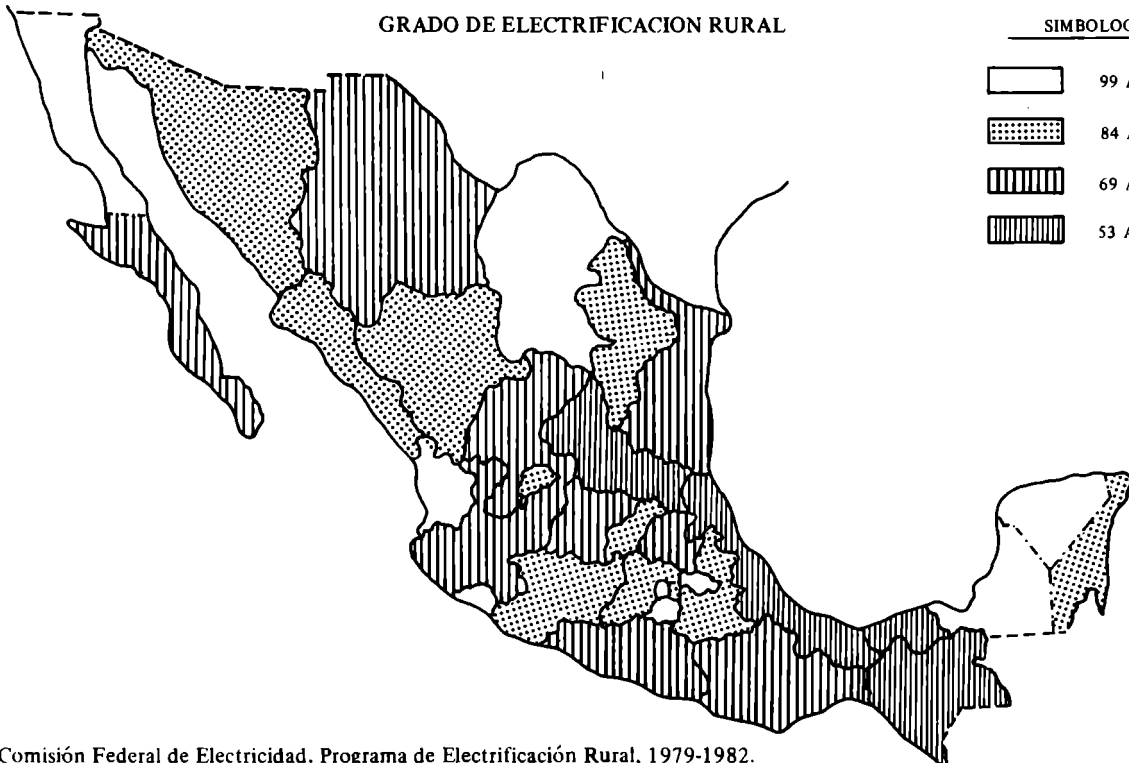 GRADO DE ELECTRIFICACION RURAL
SIMBOLOG
99 A
84 A
69 A
53 A
Comisión Federal de Electricidad. Programa de Electrificación Rural, 1979-1982.